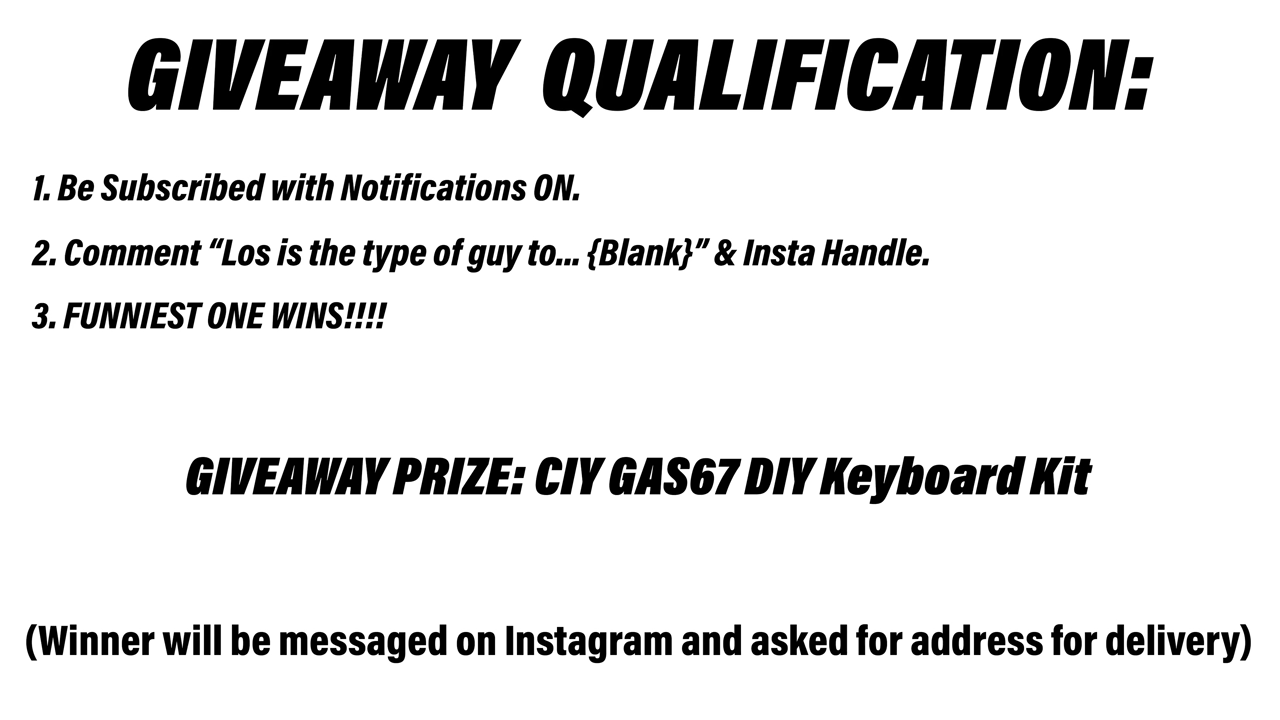 GIVEAWAY QUALIFICATION:
1. Be Subscribed with Notifications ON.
2. Comment “Los is the type of guy to... {Blank}” & Insta Handle.
3. FUNNIEST ONE WINS!!!!
GIVEAWAY PRIZE: CIY GAS67 DIY Keyboard Kit
(Winner will be messaged on Instagram and asked for address for delivery)